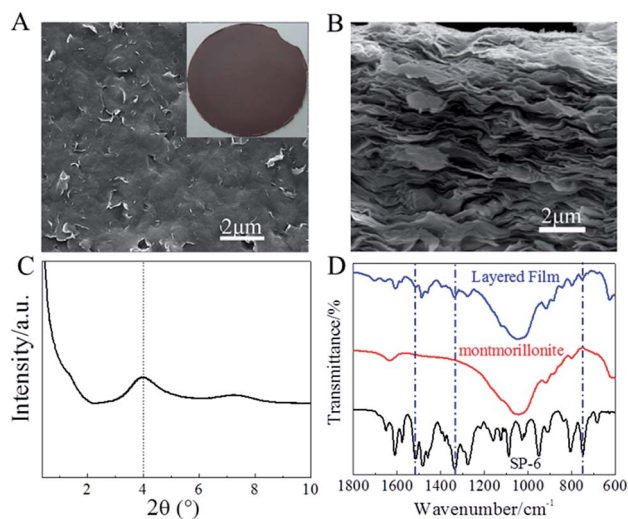 A
2μm
B
2μm
C
Intensity/a.u.
2 4 6 8 10
2θ (°)
D
Transmittance/%
Layered Film
montmorillonite
SP-6
1800 1600 1400 1200 1000 800 600
Wavenumber/cm⁻¹